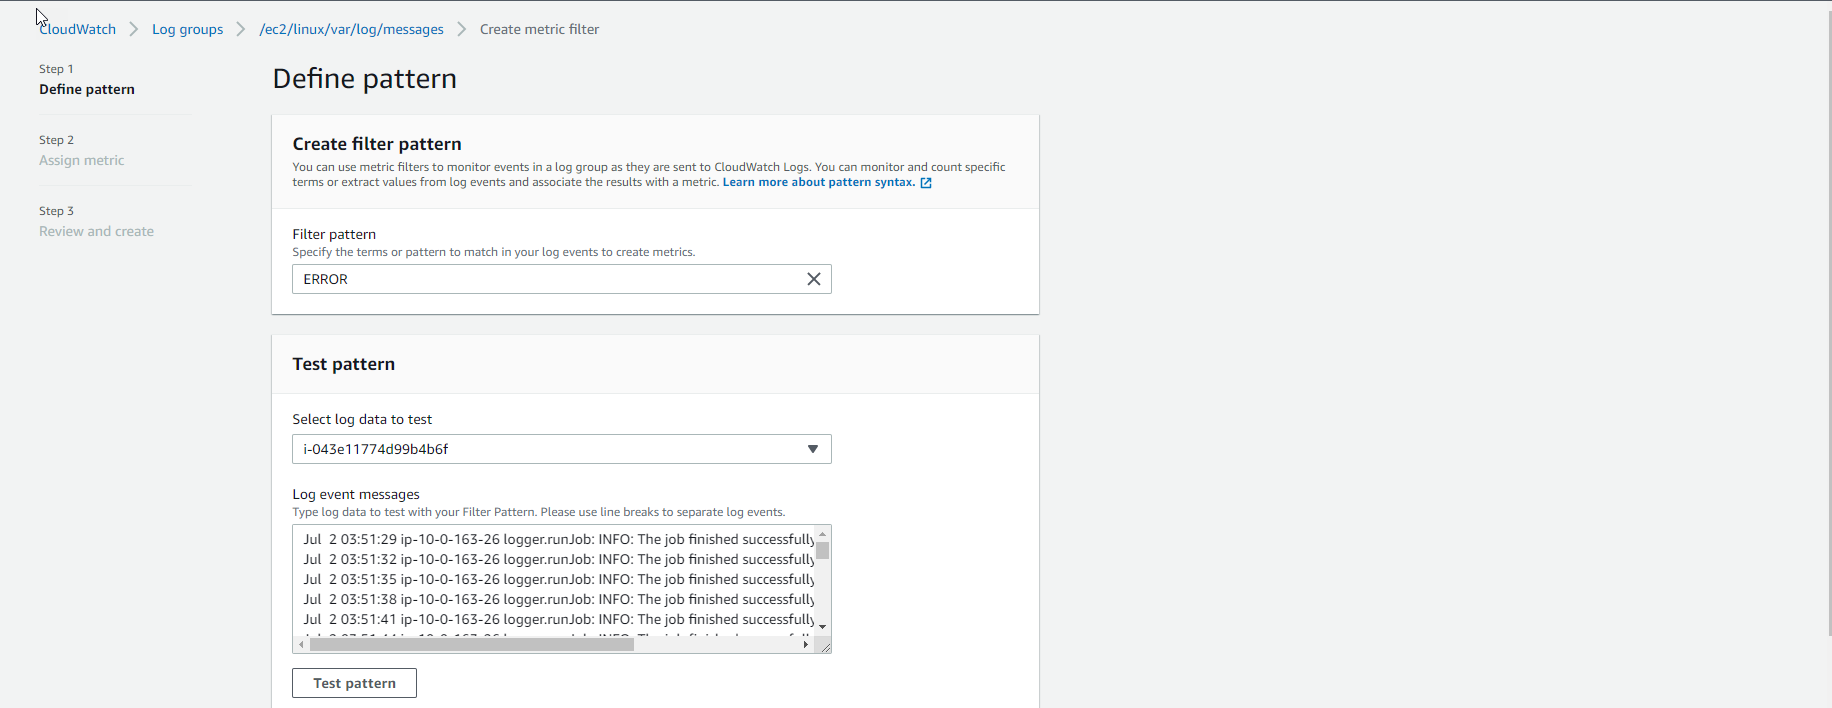 CloudWatch > Log groups > /ec2/linux/var/log/messages > Create metric filter
Step 1
Define pattern
Step 2
Assign metric
Step 3
Review and create
Define pattern
Create filter pattern
You can use metric filters to monitor events in a log group as they are sent to CloudWatch Logs. You can monitor and count specific
terms or extract values from log events and associate the results with a metric. Learn more about pattern syntax.
Filter pattern
Specify the terms or pattern to match in your log events to create metrics.
ERROR
Test pattern
Select log data to test
i-043e11774d99b4b6f
Log event messages
Type log data to test with your Filter Pattern. Please use line breaks to separate log events.
Jul 2 03:51:29 ip-10-0-163-26 logger.runJob: INFO: The job finished successfully
Jul 2 03:51:32 ip-10-0-163-26 logger.runJob: INFO: The job finished successfully
Jul 2 03:51:35 ip-10-0-163-26 logger.runJob: INFO: The job finished successfully
Jul 2 03:51:38 ip-10-0-163-26 logger.runJob: INFO: The job finished successfully
Jul 2 03:51:41 ip-10-0-163-26 logger.runJob: INFO: The job finished successfully
Test pattern